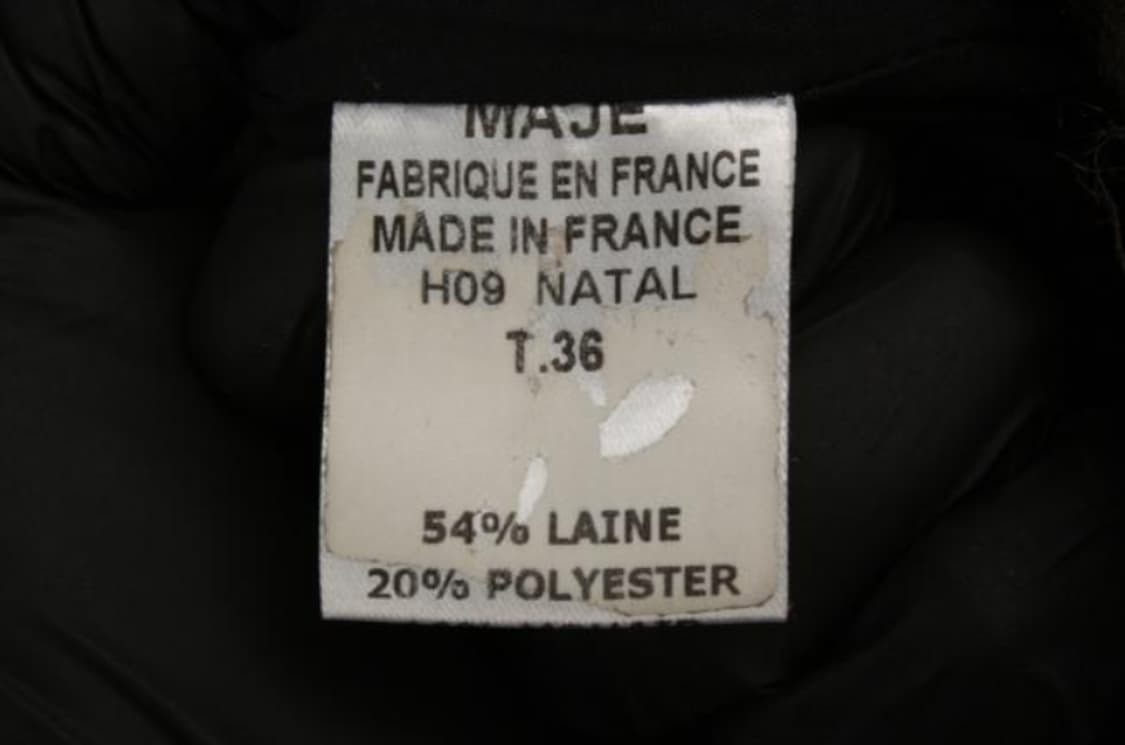 MAJE
FABRIQUE EN FRANCE
MADE IN FRANCE
H09 NATAL
T.36
54% LAINE
20% POLYESTER